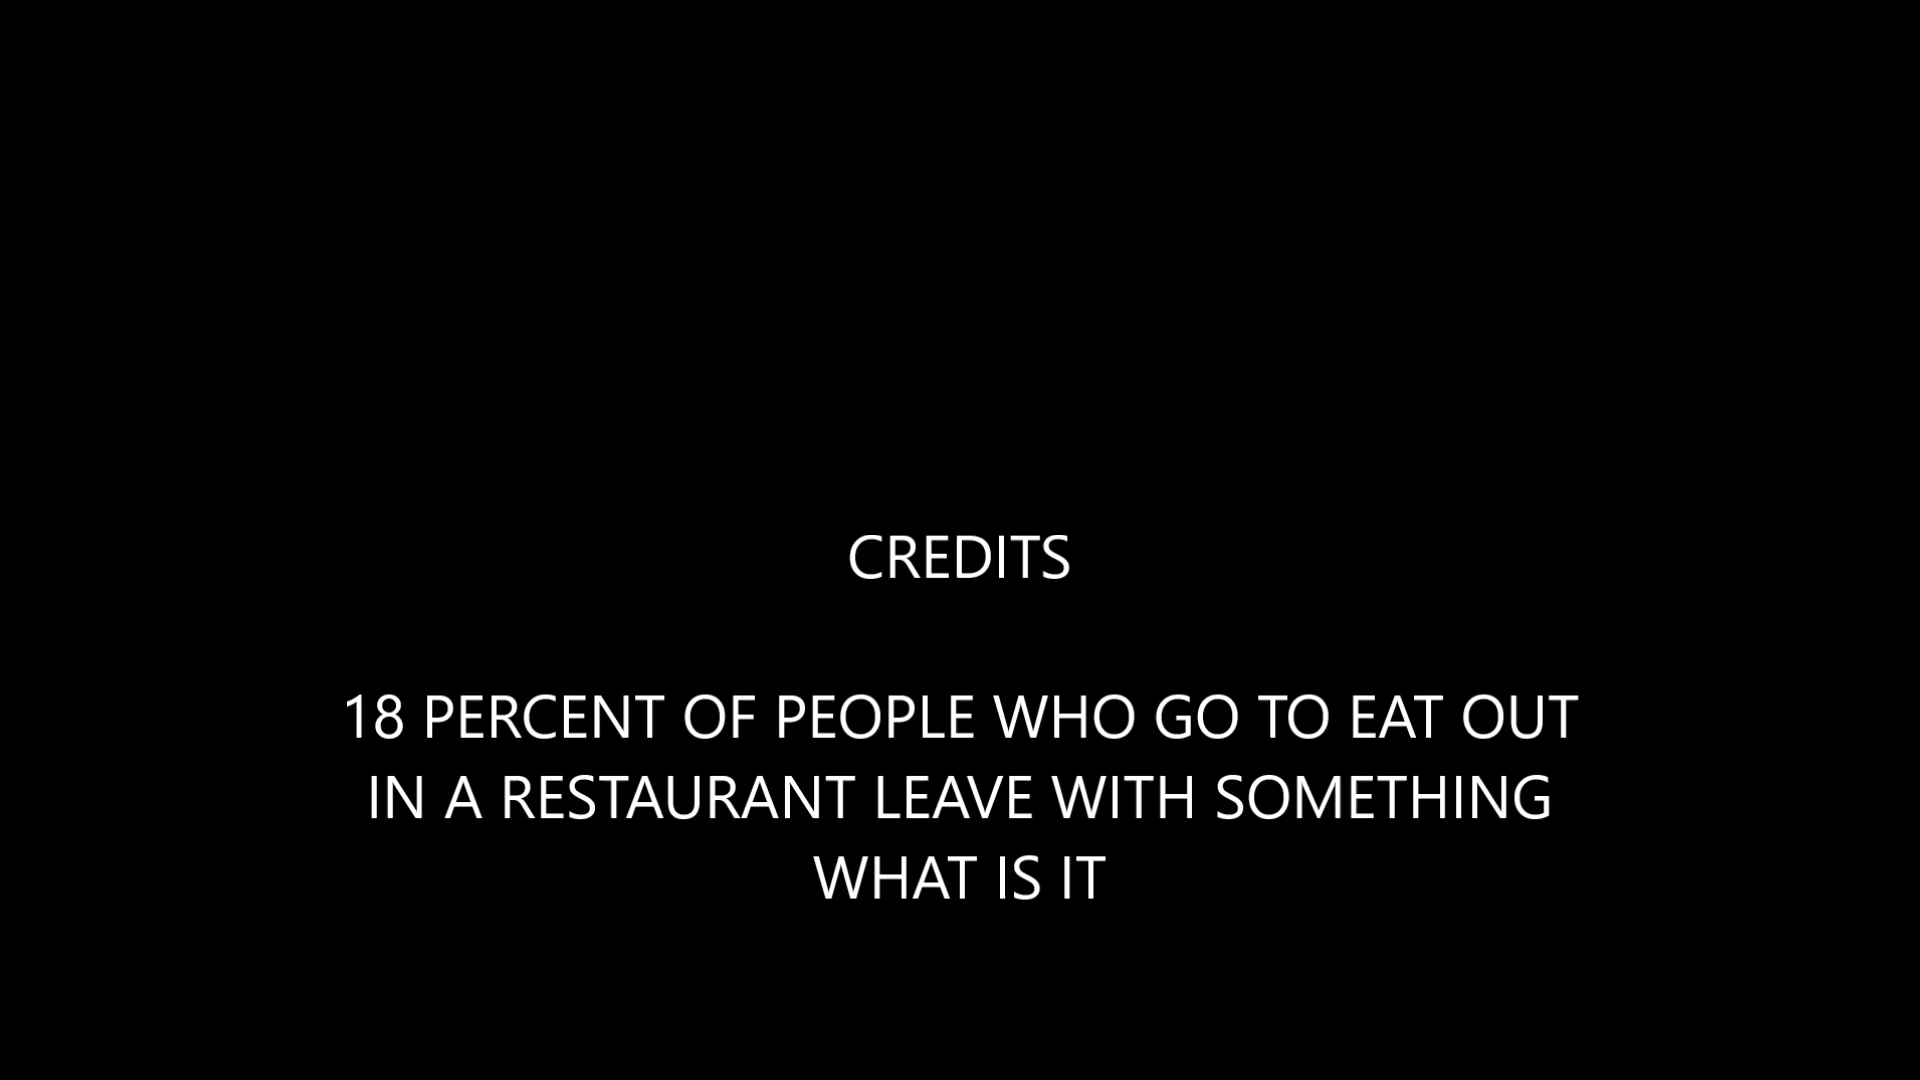 CREDITS
18 PERCENT OF PEOPLE WHO GO TO EAT OUT
IN A RESTAURANT LEAVE WITH SOMETHING
WHAT IS IT